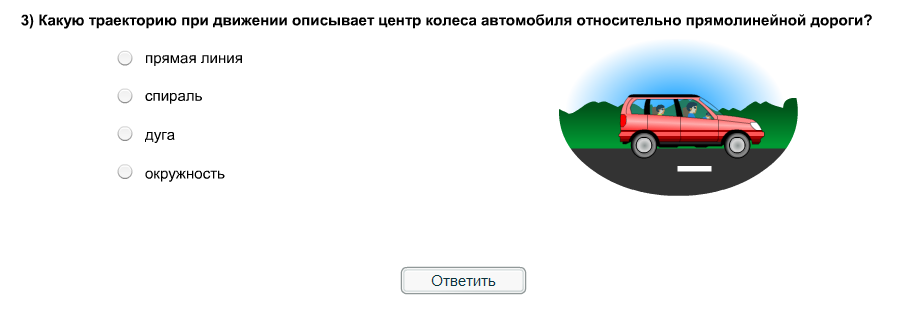 3) Какую траекторию при движении описывает центр колеса автомобиля относительно прямолинейной дороги?
прямая линия
спираль
дуга
окружность
Ответить